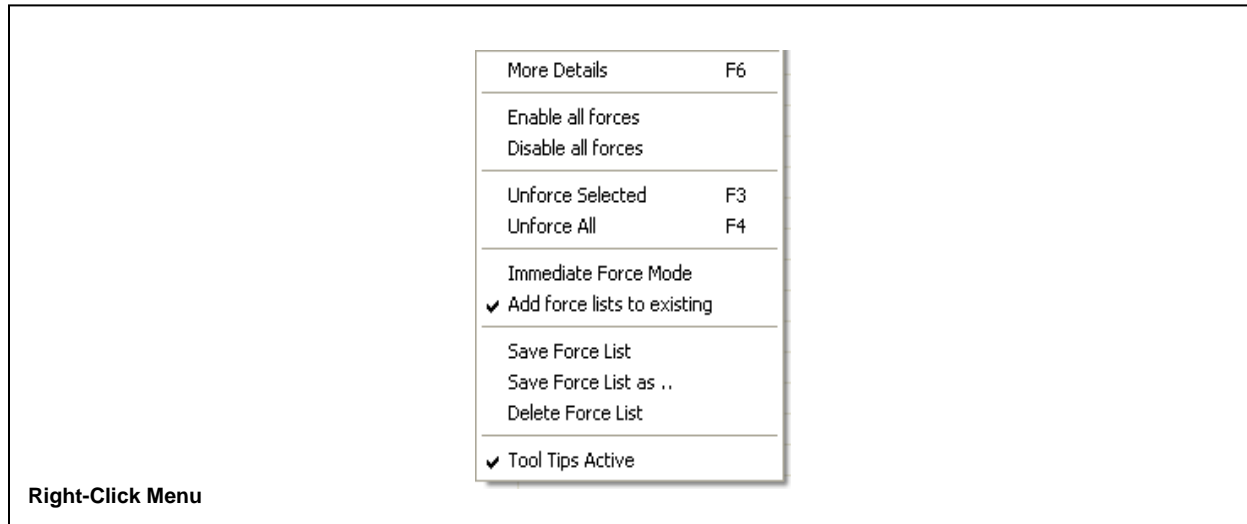 More Details F6
Enable all forces
Disable all forces
Unforce Selected F3
Unforce All F4
Immediate Force Mode
Add force lists to existing
Save Force List
Save Force List as ..
Delete Force List
Tool Tips Active
Right-Click Menu